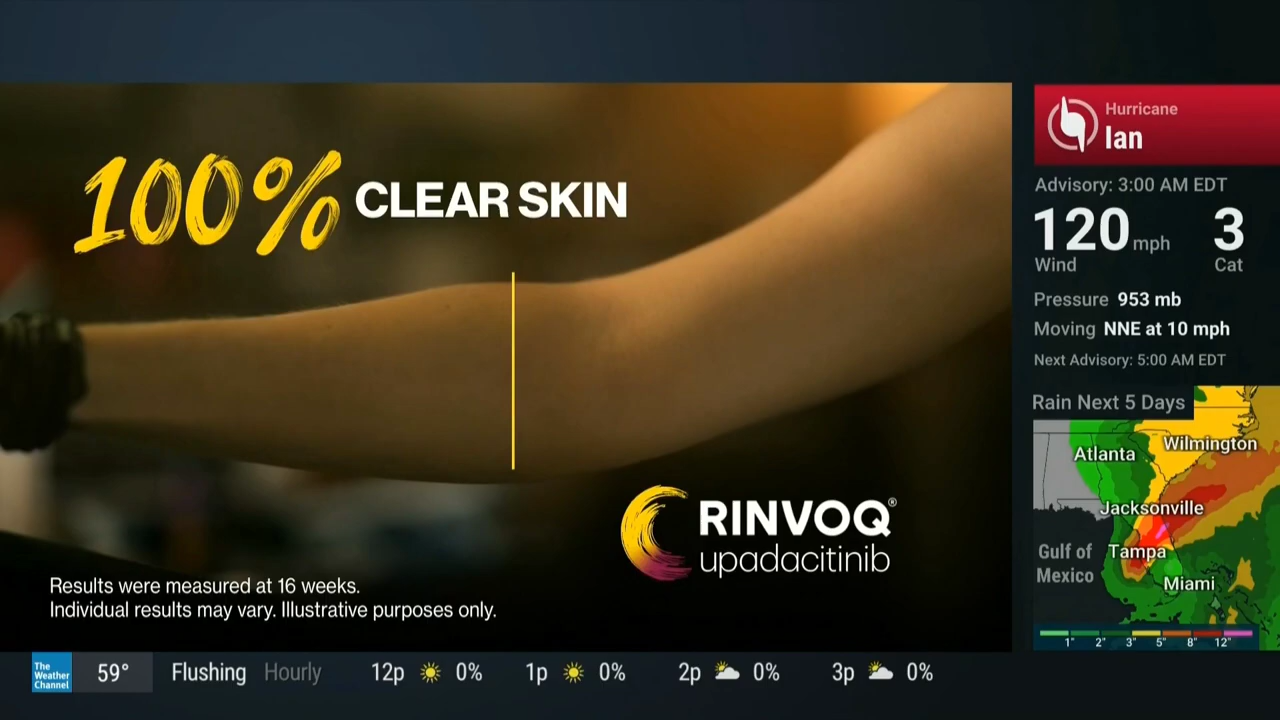 100% CLEAR SKIN
RINVOQ®
upadacitinib
Results were measured at 16 weeks.
Individual results may vary. Illustrative purposes only.
Hurricane
Ian
Advisory: 3:00 AM EDT
120 mph 3
Wind Cat
Pressure 953 mb
Moving NNE at 10 mph
Next Advisory: 5:00 AM EDT
Rain Next 5 Days
Wilmington
Atlanta
Jacksonville
Gulf of
Mexico
Tampa
Miami
1" 2" 3" 5" 8" 12"
The
Weather
Channel
59° Flushing Hourly 12p 0% 1p 0% 2p 0% 3p 0%